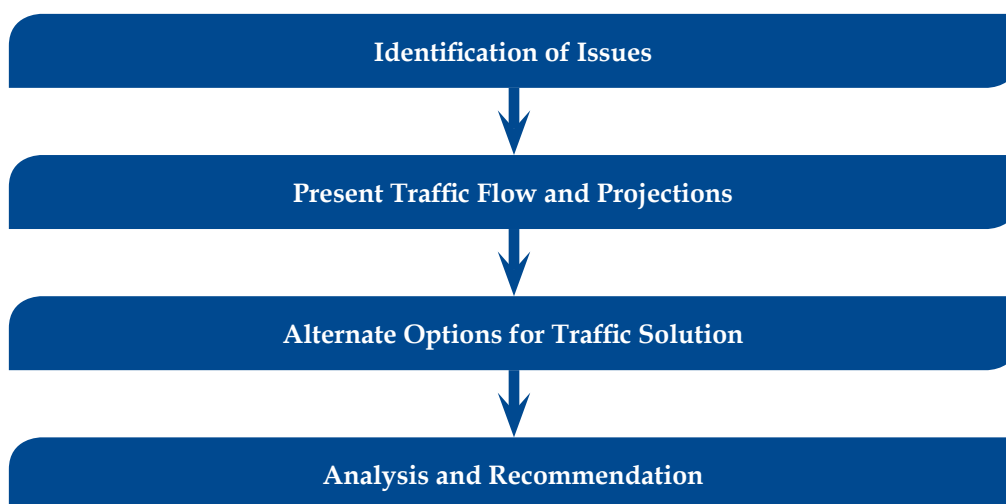 Identification of Issues
Present Traffic Flow and Projections
Alternate Options for Traffic Solution
Analysis and Recommendation